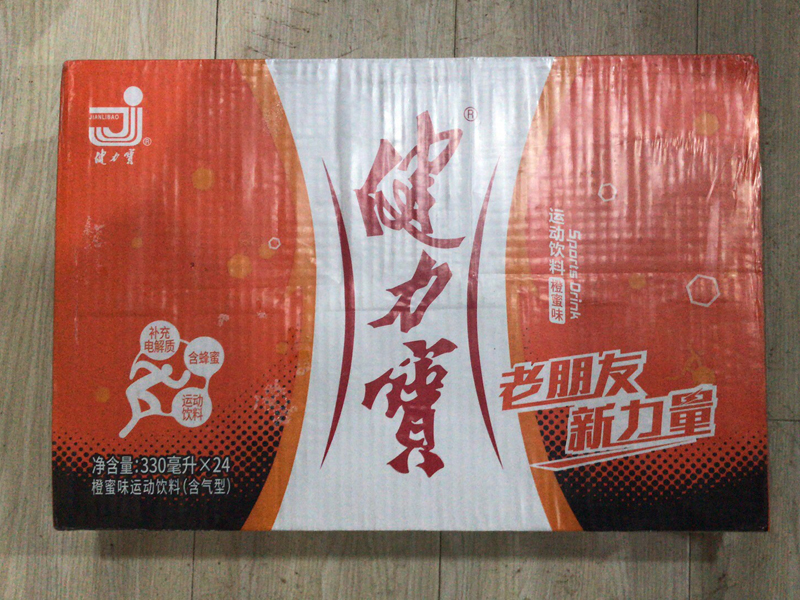 JIANLIBAO
®
健力寶
健力寶
®
运动饮料 橙蜜味
Sports Drink
补充
电解质
含蜂蜜
运动
饮料
老朋友
新力量
净含量:330毫升×24
橙蜜味运动饮料(含气型)